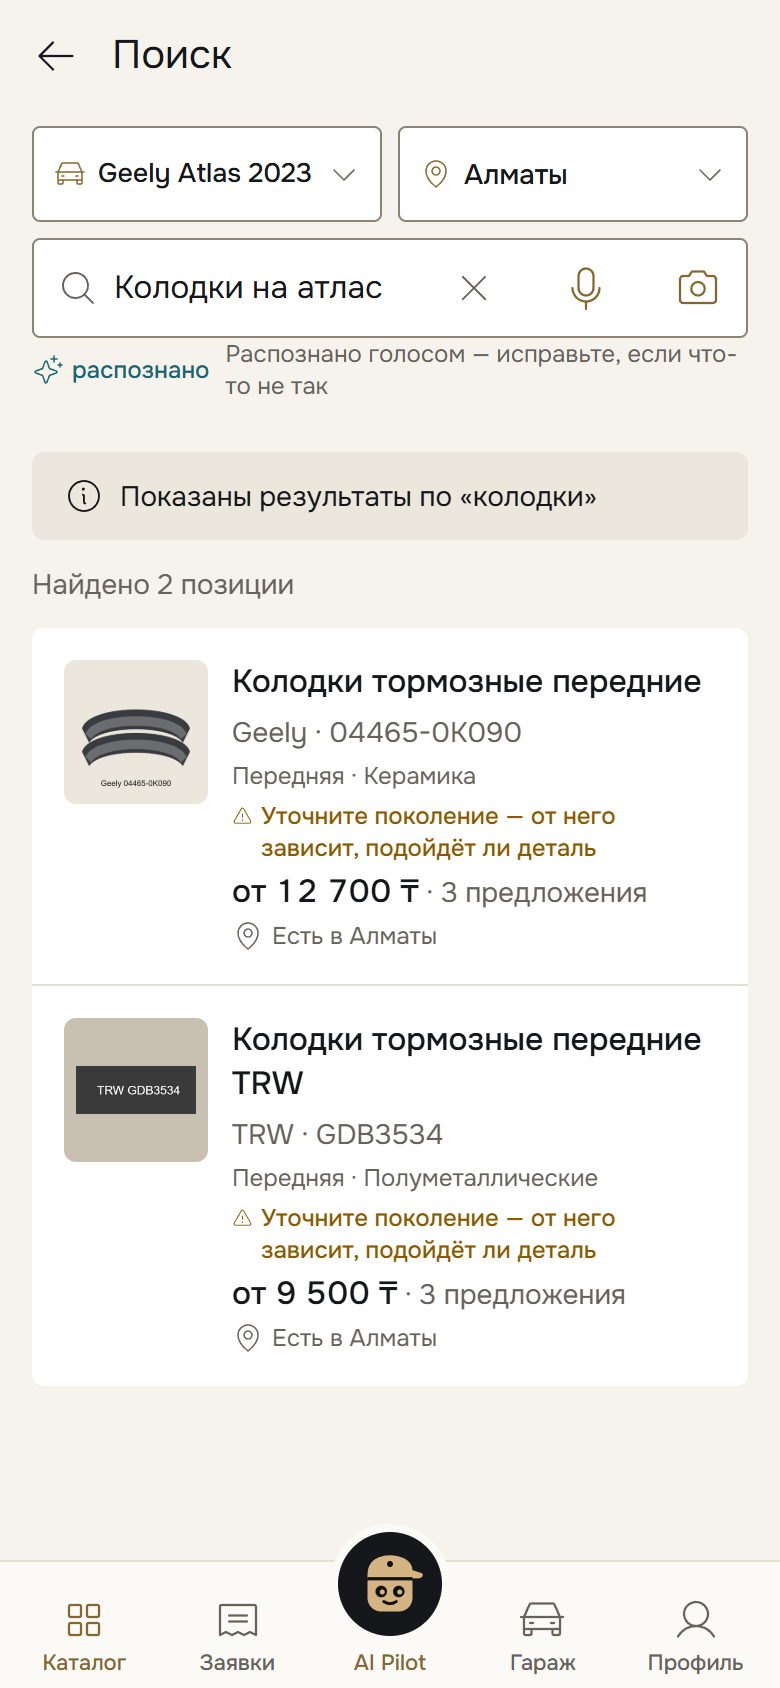 Поиск
Geely Atlas 2023
Алматы
Колодки на атлас
распознано
Распознано голосом — исправьте, если что-
то не так
Показаны результаты по «колодки»
Найдено 2 позиции
Колодки тормозные передние
Geely · 04465-0K090
Geely 04465-0K090
Передняя · Керамика
Уточните поколение — от него
зависит, подойдёт ли деталь
от 12 700 ₸ · 3 предложения
Есть в Алматы
Колодки тормозные передние
TRW
TRW GDB3534
TRW · GDB3534
Передняя · Полуметаллические
Уточните поколение — от него
зависит, подойдёт ли деталь
от 9 500 ₸ · 3 предложения
Есть в Алматы
Каталог
Заявки
AI Pilot
Гараж
Профиль